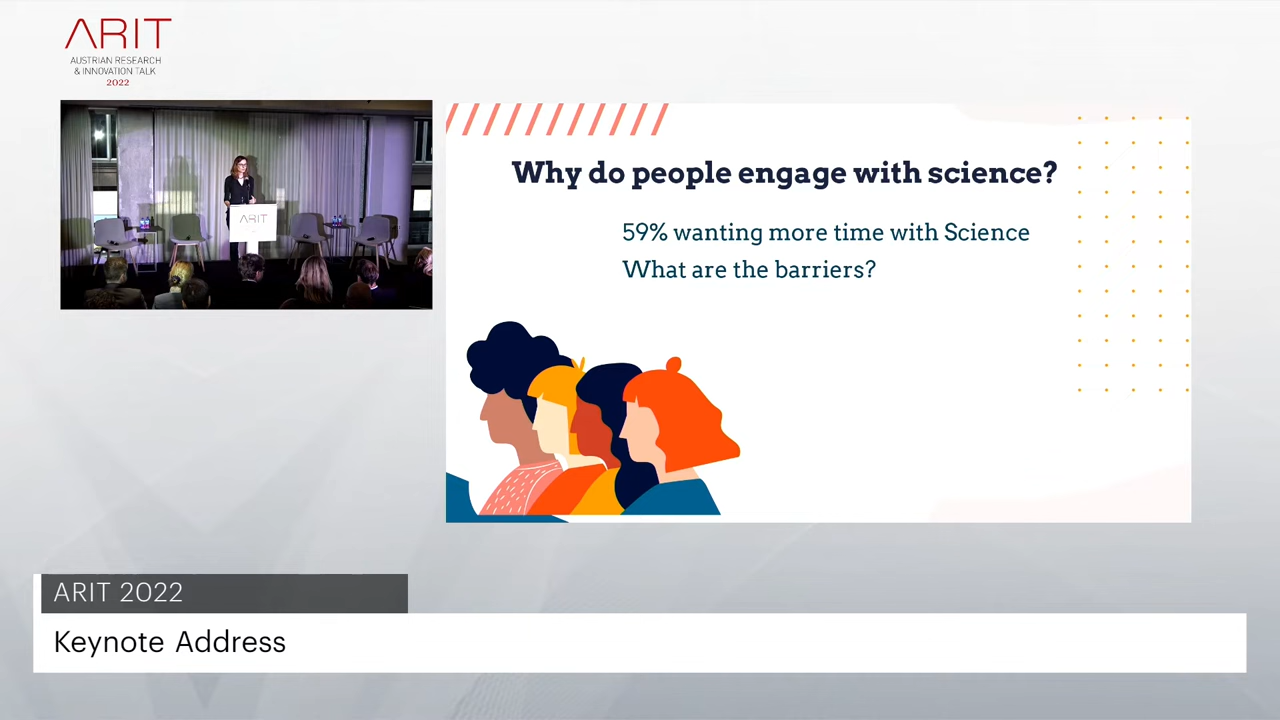 ARIT
AUSTRIAN RESEARCH
& INNOVATION TALK
2022
ARIT
Why do people engage with science?
59% wanting more time with Science
What are the barriers?
ARIT 2022
Keynote Address